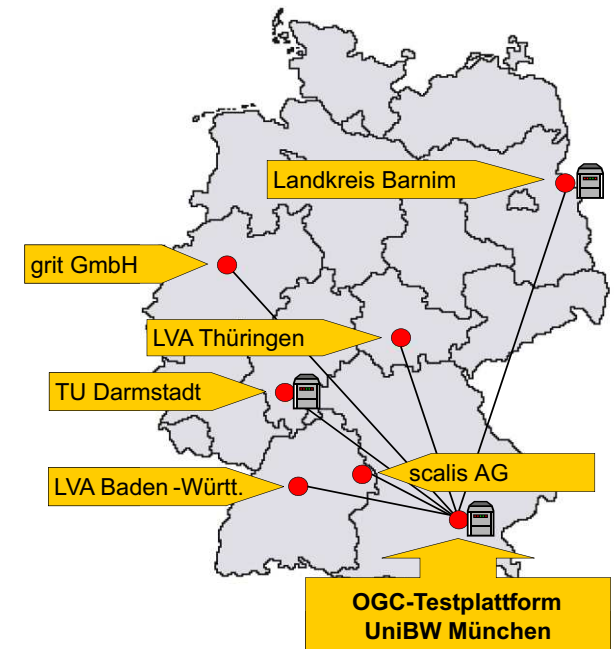 Landkreis Barnim
grit GmbH
LVA Thüringen
TU Darmstadt
scalis AG
LVA Baden -Württ.
OGC-Testplattform
UniBW München